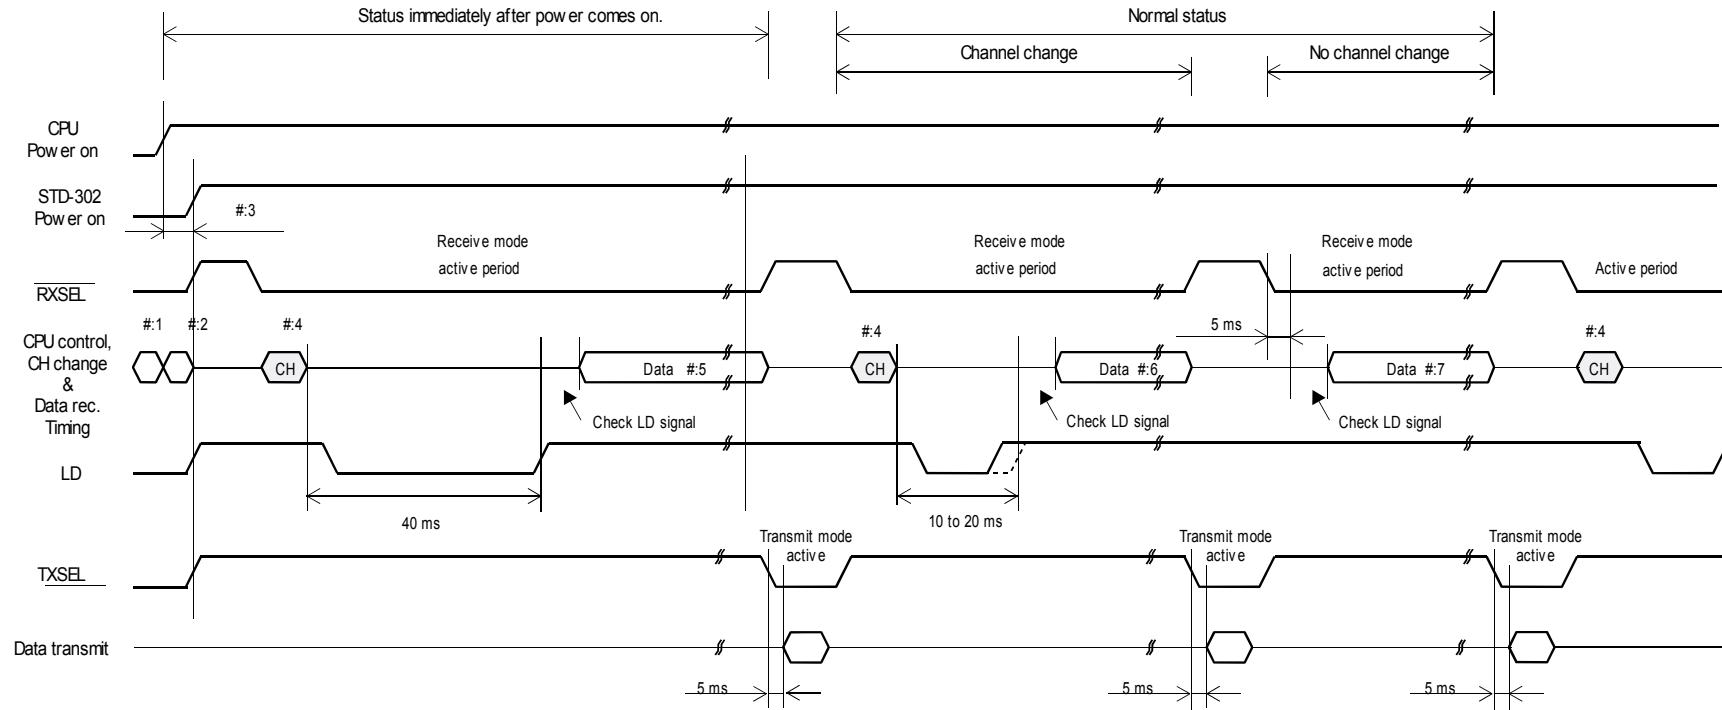 Status immediately after power comes on.
Normal status
Channel change
No channel change
CPU
Power on
STD-302
Power on
#:3
Receive mode
active period
Receive mode
active period
Receive mode
active period
Active period
RXSEL
#:1
#:2
#:4
#:4
5 ms
#:4
CPU control,
CH change
&
Data rec.
Timing
CH
Data #:5
CH
Data #:6
Data #:7
CH
Check LD signal
Check LD signal
Check LD signal
LD
40 ms
10 to 20 ms
Transmit mode
active
Transmit mode
active
Transmit mode
active
TXSEL
Data transmit
5 ms
5 ms
5 ms